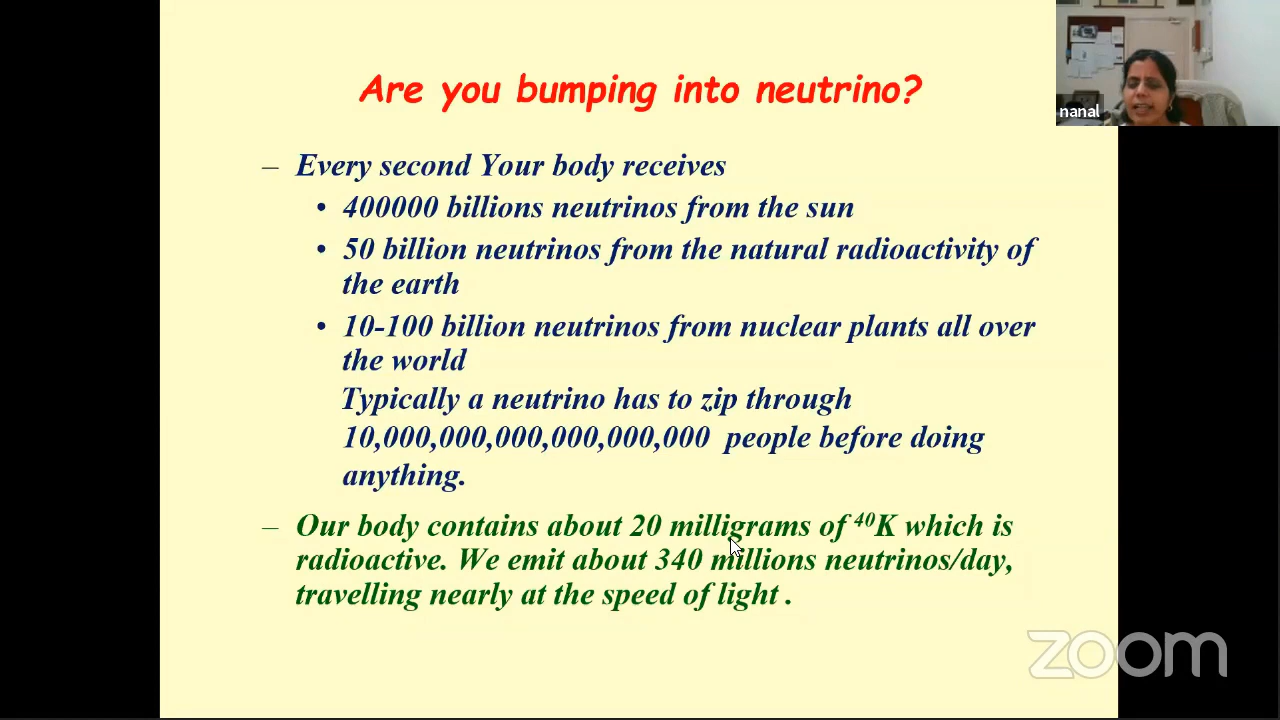 Are you bumping into neutrino?
nanal
– Every second Your body receives
• 400000 billions neutrinos from the sun
• 50 billion neutrinos from the natural radioactivity of
the earth
• 10-100 billion neutrinos from nuclear plants all over
the world
Typically a neutrino has to zip through
10,000,000,000,000,000,000 people before doing
anything.
– Our body contains about 20 milligrams of ⁴⁰K which is
radioactive. We emit about 340 millions neutrinos/day,
travelling nearly at the speed of light .
zoom